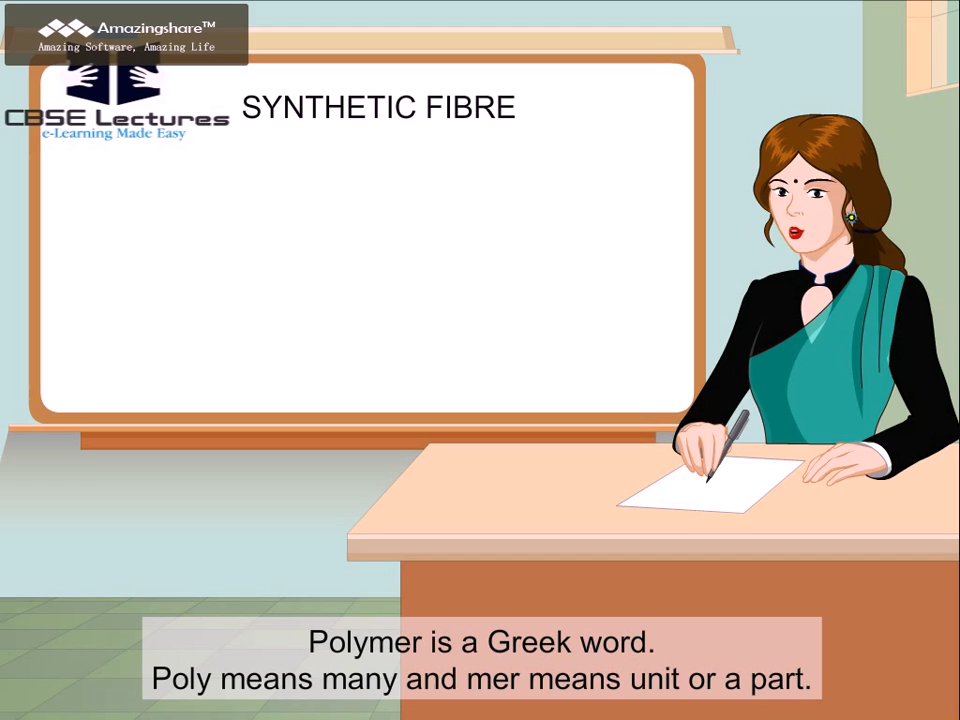 Amazingshare™
Amazing Software, Amazing Life
CBSE Lectures
e-Learning Made Easy
SYNTHETIC FIBRE
Polymer is a Greek word.
Poly means many and mer means unit or a part.